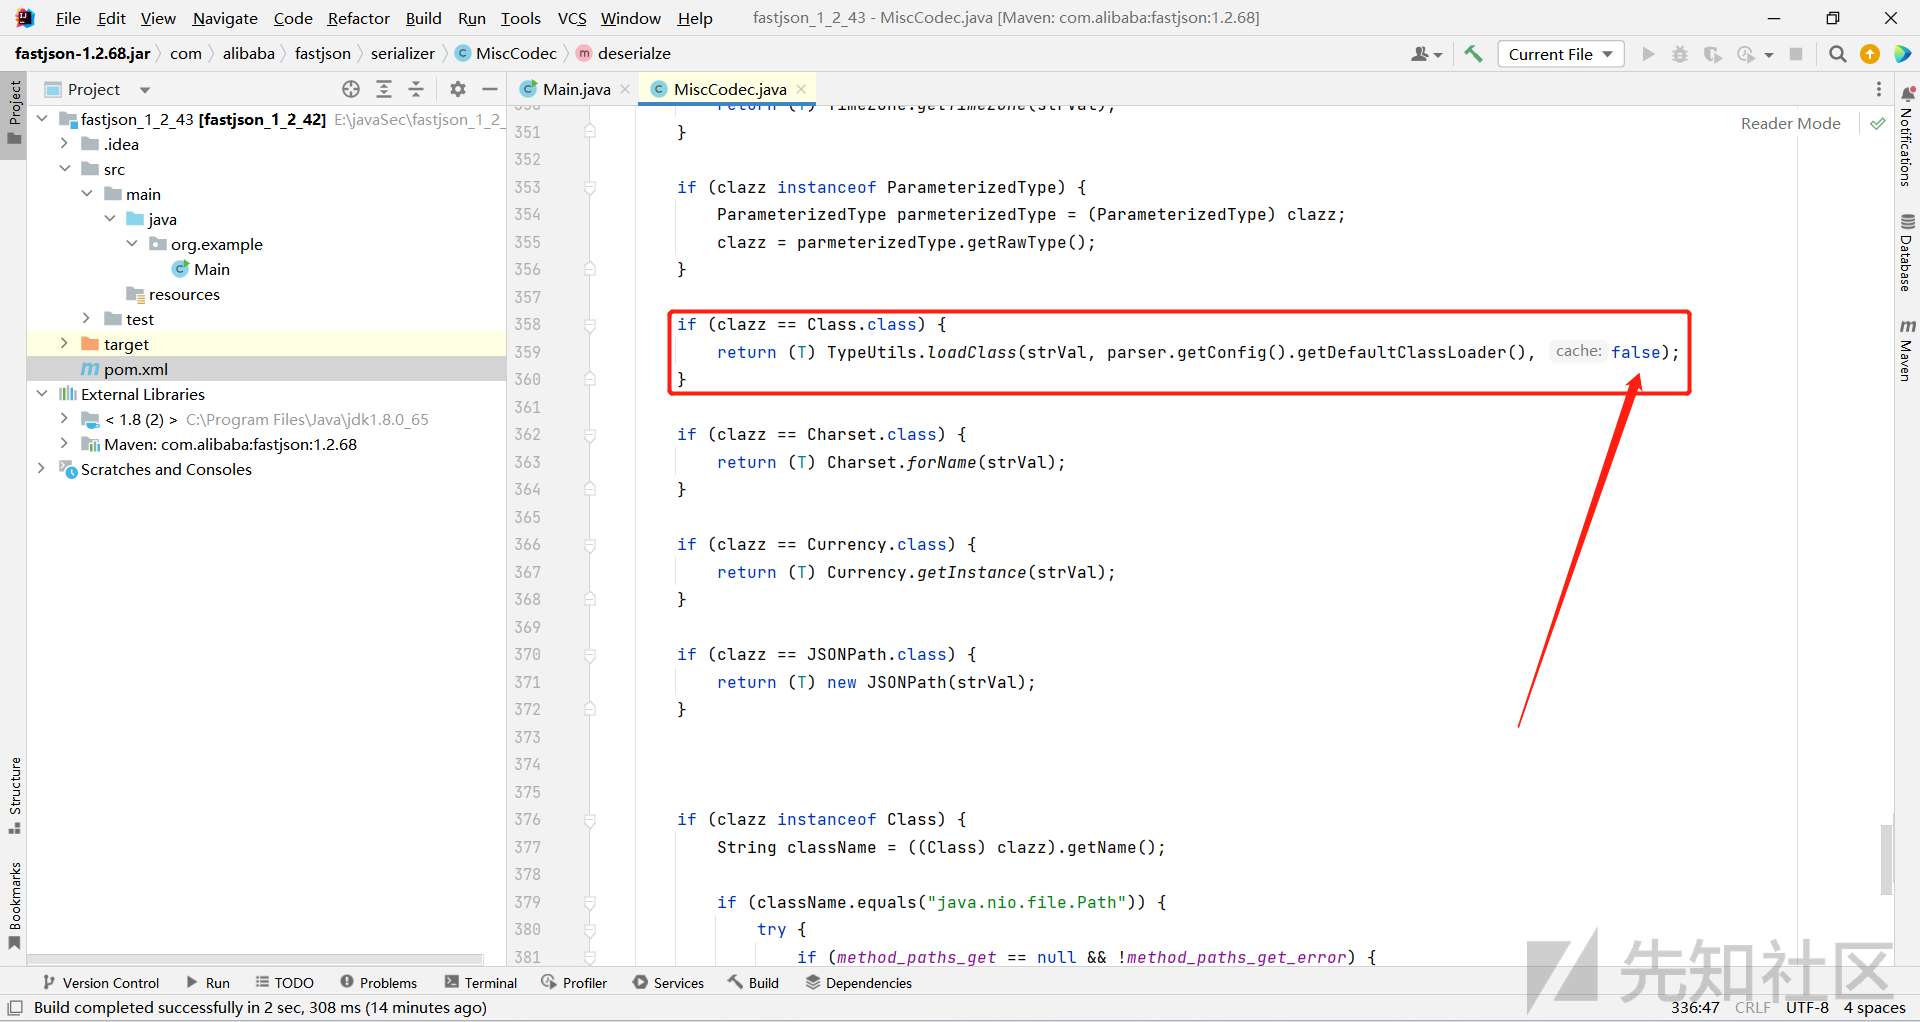 File Edit View Navigate Code Refactor Build Run Tools VCS Window Help fastjson_1_2_43 - MiscCodec.java [Maven: com.alibaba:fastjson:1.2.68]
fastjson-1.2.68.jar com alibaba fastjson serializer MiscCodec deserialze Current File
Project
Main.java MiscCodec.java
Reader Mode
Project
Structure
Bookmarks
fastjson_1_2_43 [fastjson_1_2_42] E:\javaSec\fastjson_1_2_
.idea
src
main
java
org.example
Main
resources
test
target
pom.xml
External Libraries
< 1.8 (2) > C:\Program Files\Java\jdk1.8.0_65
Maven: com.alibaba:fastjson:1.2.68
Scratches and Consoles
350 return (T) TimeZone.getTimeZone(strVal);
351 }
352
353 if (clazz instanceof ParameterizedType) {
354 ParameterizedType parmeterizedType = (ParameterizedType) clazz;
355 clazz = parmeterizedType.getRawType();
356 }
357
358 if (clazz == Class.class) {
359 return (T) TypeUtils.loadClass(strVal, parser.getConfig().getDefaultClassLoader(), cache: false);
360 }
361
362 if (clazz == Charset.class) {
363 return (T) Charset.forName(strVal);
364 }
365
366 if (clazz == Currency.class) {
367 return (T) Currency.getInstance(strVal);
368 }
369
370 if (clazz == JSONPath.class) {
371 return (T) new JSONPath(strVal);
372 }
373
374
375
376 if (clazz instanceof Class) {
377 String className = ((Class) clazz).getName();
378
379 if (className.equals("java.nio.file.Path")) {
380 try {
381 if (method_paths_get == null && !method_paths_get_error) {
Notifications
Database
Maven
先知社区
Version Control Run TODO Problems Terminal Profiler Services Build Dependencies
Build completed successfully in 2 sec, 308 ms (14 minutes ago) 336:47 CRLF UTF-8 4 spaces